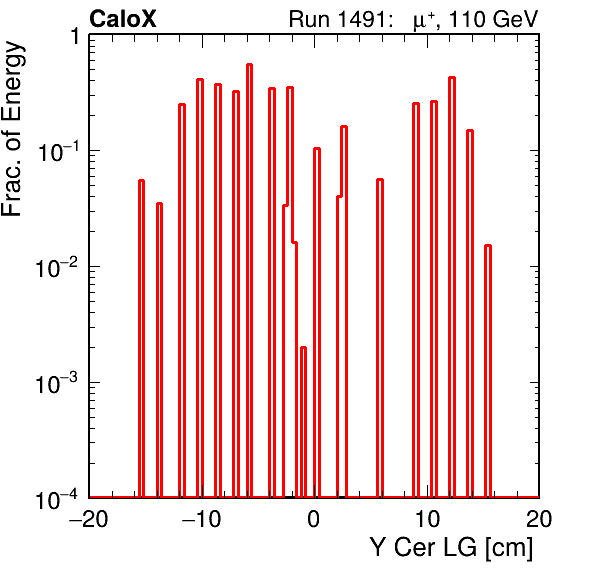 CaloX Run 1491: μ⁺, 110 GeV
Frac. of Energy
1
10⁻¹
10⁻²
10⁻³
10⁻⁴
−20 −10 0 10 20
Y Cer LG [cm]